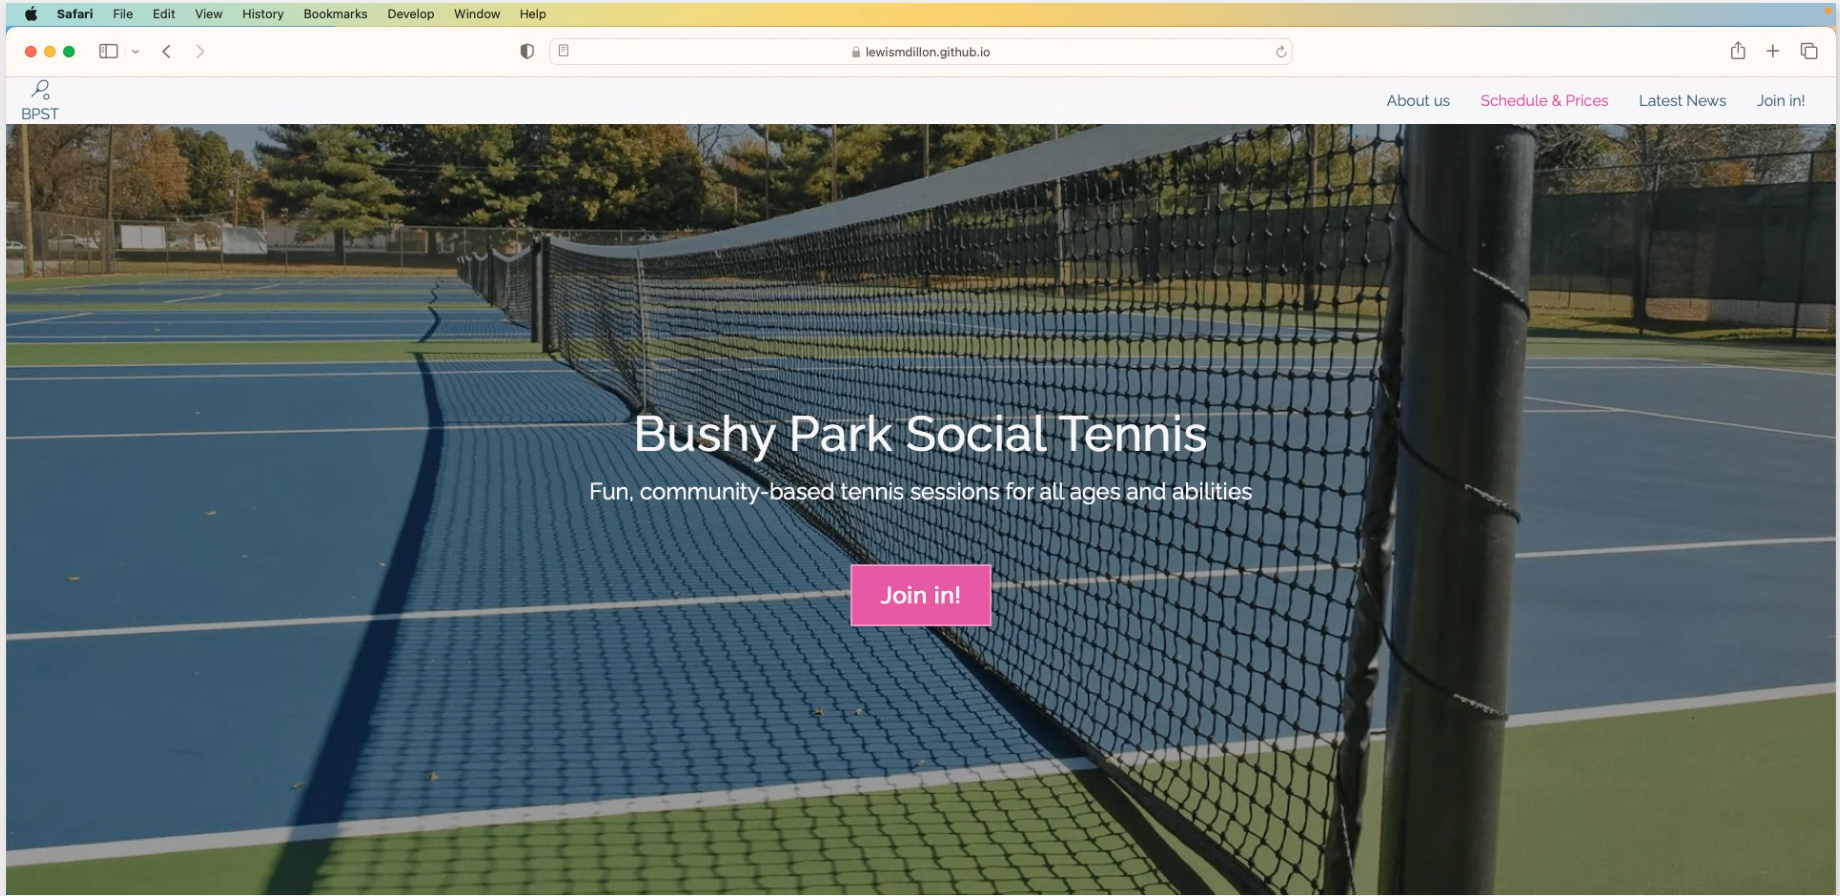 Safari File Edit View History Bookmarks Develop Window Help
lewismdillon.github.io
BPST
About us Schedule & Prices Latest News Join in!
Bushy Park Social Tennis
Fun, community-based tennis sessions for all ages and abilities
Join in!